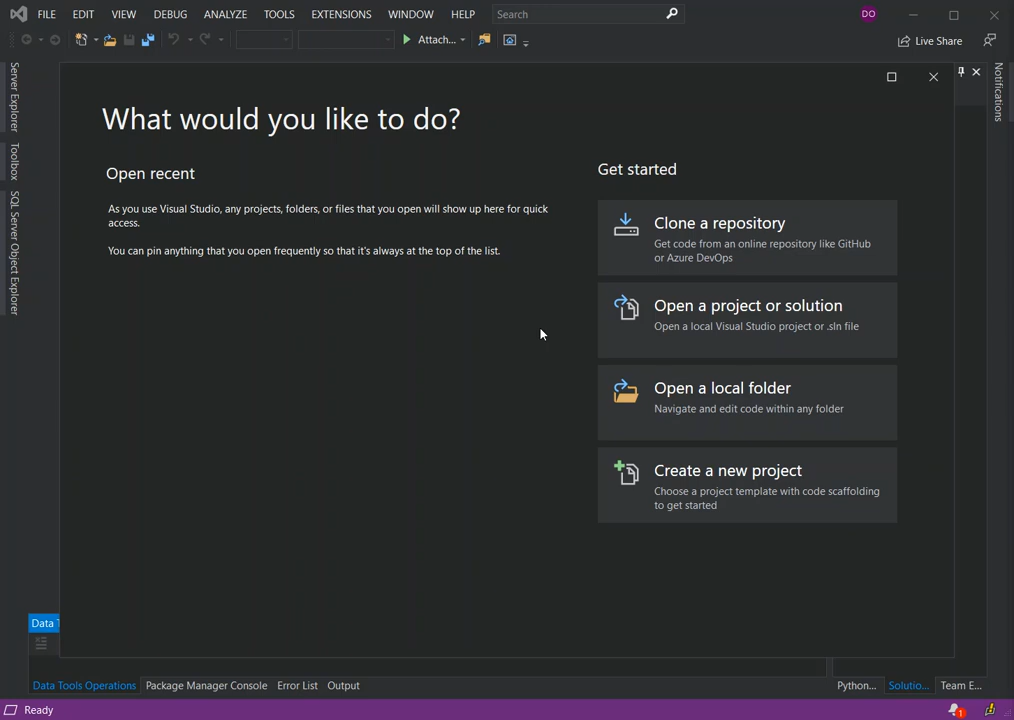 FILE EDIT VIEW DEBUG ANALYZE TOOLS EXTENSIONS WINDOW HELP Search DO
Attach... Live Share
Server Explorer
Toolbox
SQL Server Object Explorer
Notifications
What would you like to do?
Open recent
As you use Visual Studio, any projects, folders, or files that you open will show up here for quick
access.
You can pin anything that you open frequently so that it's always at the top of the list.
Get started
Clone a repository
Get code from an online repository like GitHub
or Azure DevOps
Open a project or solution
Open a local Visual Studio project or .sln file
Open a local folder
Navigate and edit code within any folder
Create a new project
Choose a project template with code scaffolding
to get started
Data
Data Tools Operations Package Manager Console Error List Output Python... Solutio... Team E...
Ready 1